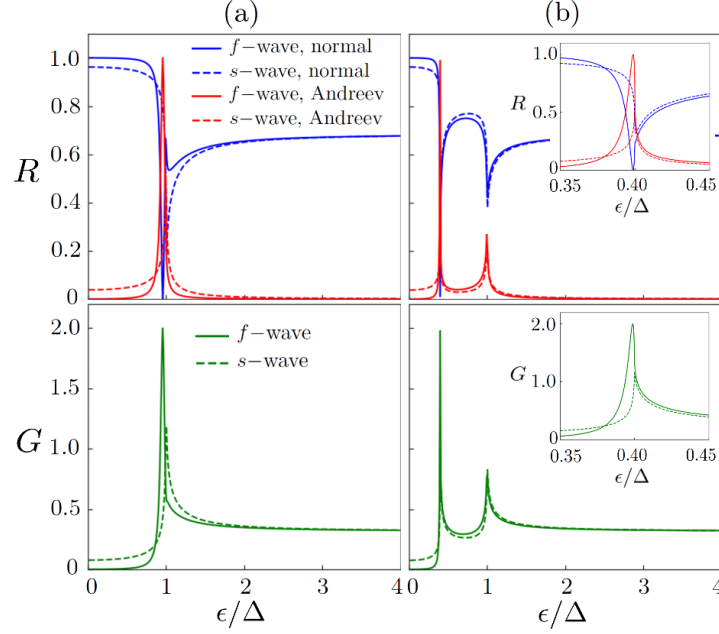 (a)
(b)
R
1.0
0.8
0.6
0.4
0.2
0
f−wave, normal
s−wave, normal
f−wave, Andreev
s−wave, Andreev
R
1.0
0.5
0
0.35 0.40 0.45
ϵ/Δ
G
2.0
1.5
1.0
0.5
0.0
f−wave
s−wave
0 1 2 3 4
ϵ/Δ
G
2.0
1.0
0
0.35 0.40 0.45
ϵ/Δ
0 1 2 3 4
ϵ/Δ